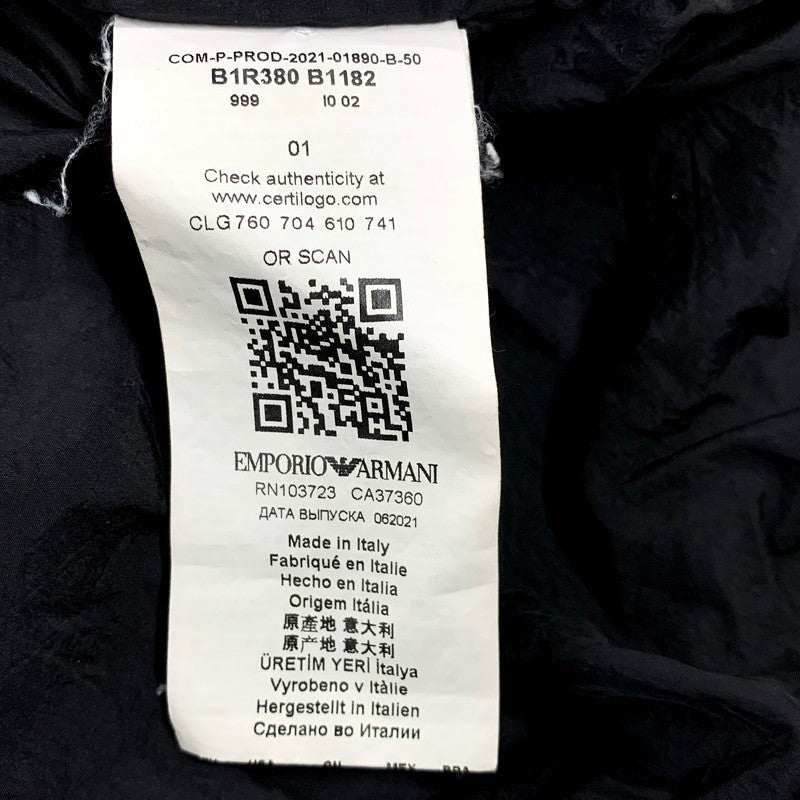 COM-P-PROD-2021-01890-B-50
B1R380 B1182
999 I0 02
01
Check authenticity at
www.certilogo.com
CLG 760 704 610 741
OR SCAN
EMPORIO ARMANI
RN103723 CA37360
ДАТА ВЫПУСКА 062021
Made in Italy
Fabriqué en Italie
Hecho en Italia
Origem Itália
原產地 意大利
原产地 意大利
ÜRETİM YERİ İtalya
Vyrobeno v Itàlie
Hergestellt in Italien
Сделано во Италии